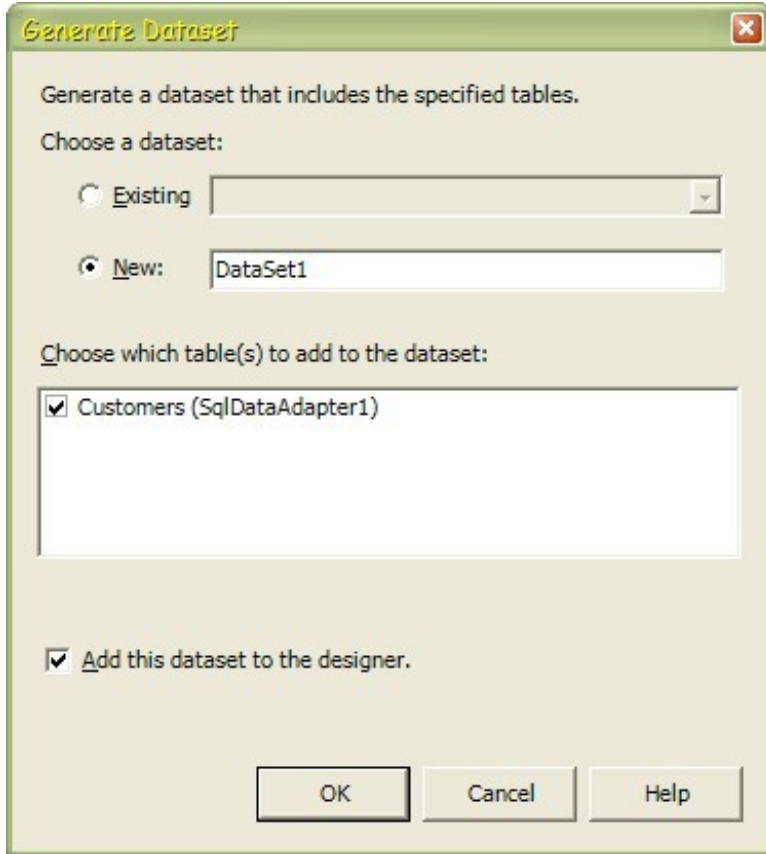 Generate Dataset
Generate a dataset that includes the specified tables.
Choose a dataset:
Existing
New: DataSet1
Choose which table(s) to add to the dataset:
Customers (SqlDataAdapter1)
Add this dataset to the designer.
OK Cancel Help